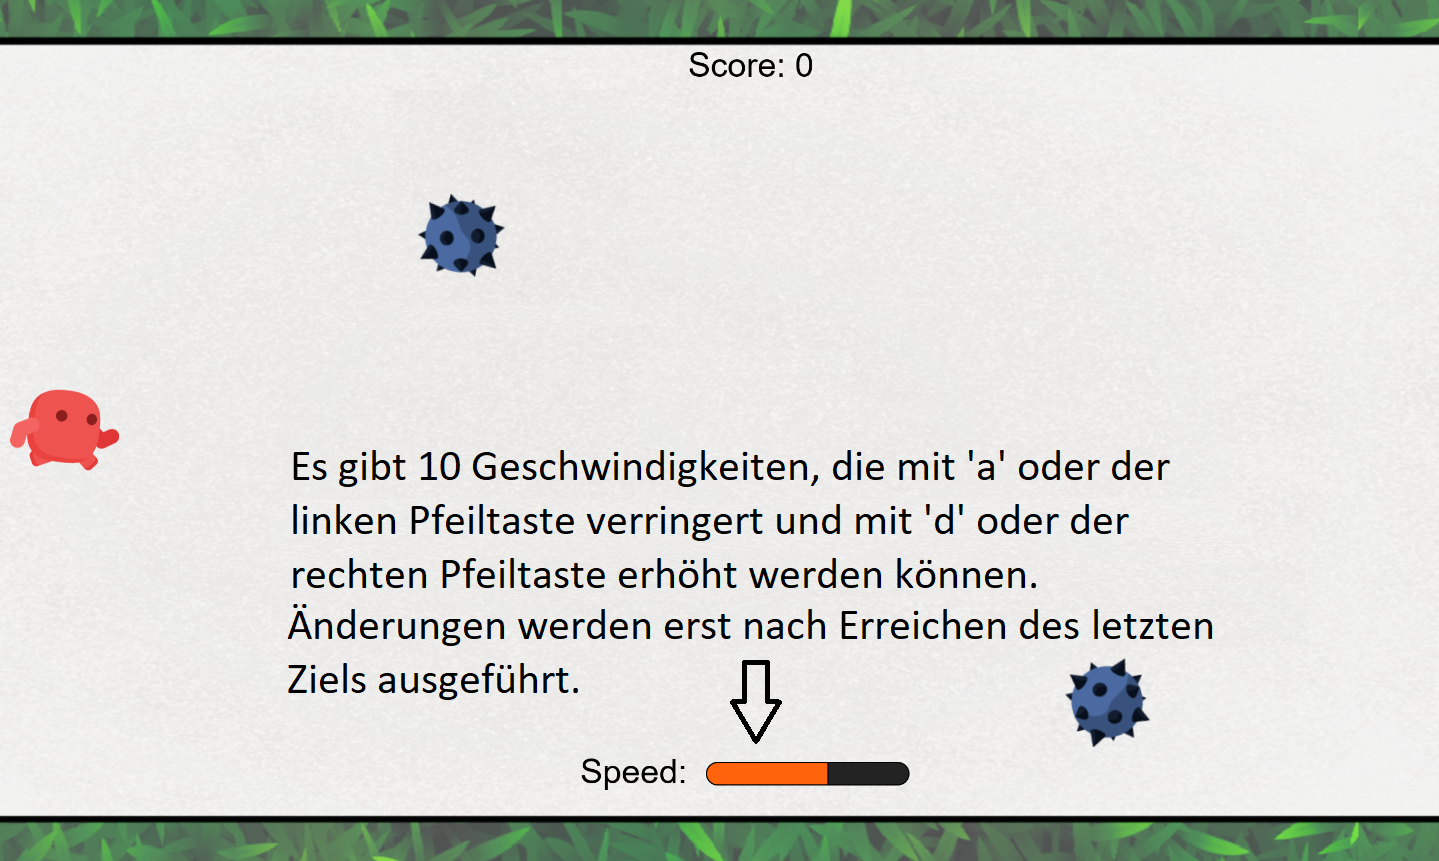 Score: 0
Es gibt 10 Geschwindigkeiten, die mit 'a' oder der
linken Pfeiltaste verringert und mit 'd' oder der
rechten Pfeiltaste erhöht werden können.
Änderungen werden erst nach Erreichen des letzten
Ziels ausgeführt.
Speed: